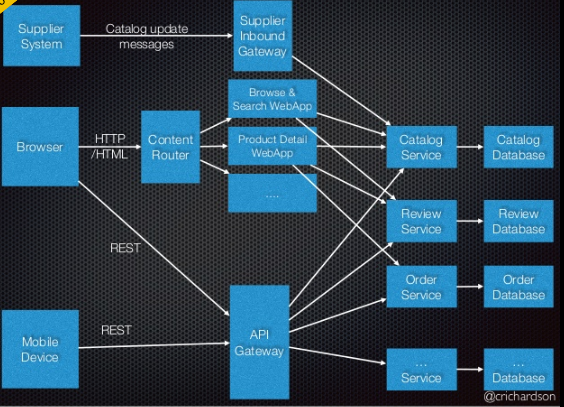 Supplier
System
Catalog update
messages
Supplier
Inbound
Gateway
Browser
HTTP
/HTML
Content
Router
Browse &
Search WebApp
Product Detail
WebApp
....
Catalog
Service
Catalog
Database
Review
Service
Review
Database
REST
Order
Service
Order
Database
Mobile
Device
REST
API
Gateway
...
Service
...
Database
@crichardson